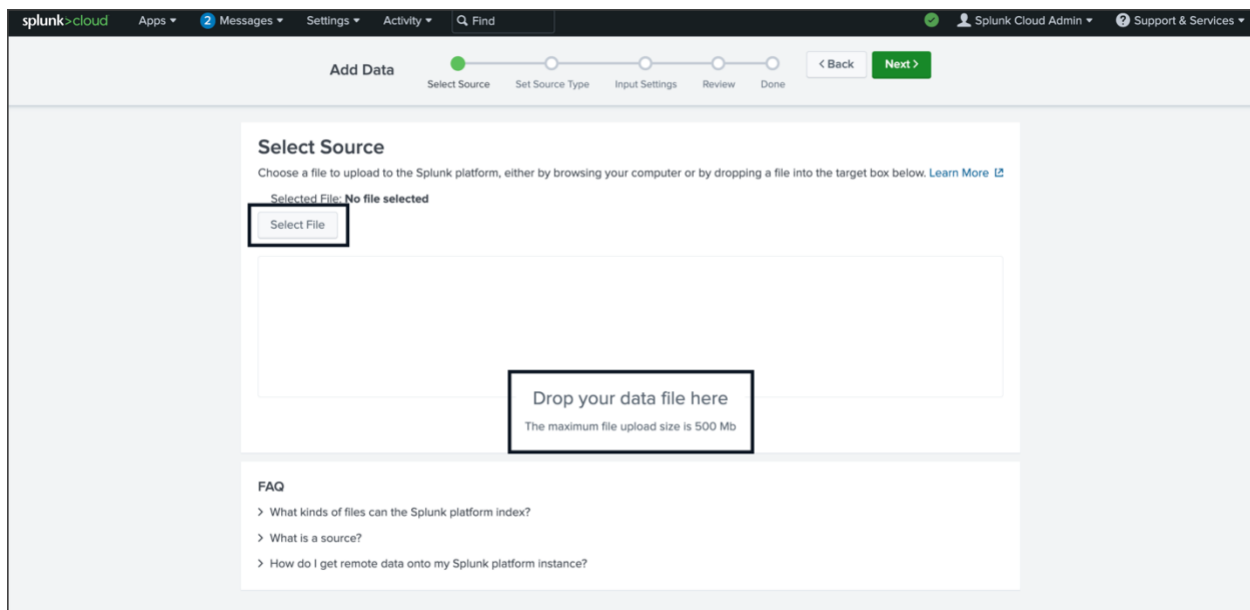 splunk>cloud Apps 2 Messages Settings Activity Find Splunk Cloud Admin ? Support & Services
Add Data
Select Source Set Source Type Input Settings Review Done
< Back Next >
Select Source
Choose a file to upload to the Splunk platform, either by browsing your computer or by dropping a file into the target box below. Learn More
Selected File: No file selected
Select File
Drop your data file here
The maximum file upload size is 500 Mb
FAQ
> What kinds of files can the Splunk platform index?
> What is a source?
> How do I get remote data onto my Splunk platform instance?